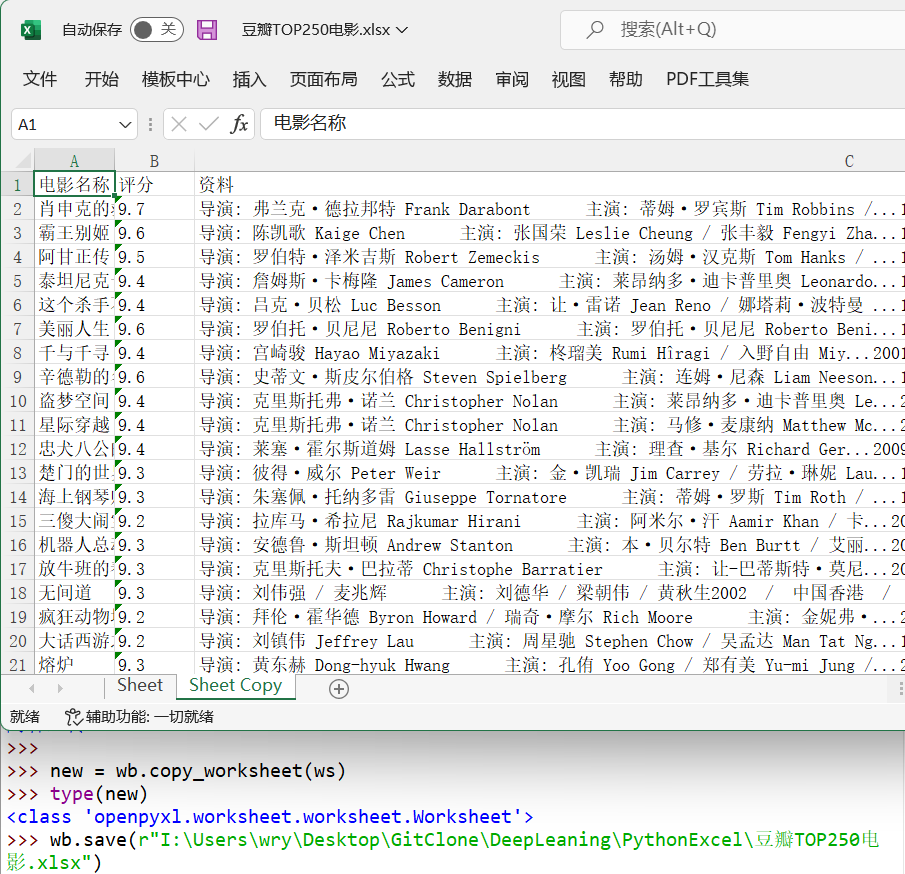 自动保存 关 豆瓣TOP250电影.xlsx 搜索(Alt+Q)
文件 开始 模板中心 插入 页面布局 公式 数据 审阅 视图 帮助 PDF工具集
A1 fx 电影名称
A B C
1 电影名称 评分 资料
2 肖申克的 9.7 导演: 弗兰克·德拉邦特 Frank Darabont 主演: 蒂姆·罗宾斯 Tim Robbins /...1
3 霸王别姬 9.6 导演: 陈凯歌 Kaige Chen 主演: 张国荣 Leslie Cheung / 张丰毅 Fengyi Zha...1
4 阿甘正传 9.5 导演: 罗伯特·泽米吉斯 Robert Zemeckis 主演: 汤姆·汉克斯 Tom Hanks / ...1
5 泰坦尼克 9.4 导演: 詹姆斯·卡梅隆 James Cameron 主演: 莱昂纳多·迪卡普里奥 Leonardo...1
6 这个杀手 9.4 导演: 吕克·贝松 Luc Besson 主演: 让·雷诺 Jean Reno / 娜塔莉·波特曼 ...1
7 美丽人生 9.6 导演: 罗伯托·贝尼尼 Roberto Benigni 主演: 罗伯托·贝尼尼 Roberto Beni...1
8 千与千寻 9.4 导演: 宫崎骏 Hayao Miyazaki 主演: 柊瑠美 Rumi Hîragi / 入野自由 Miy...2001
9 辛德勒的 9.6 导演: 史蒂文·斯皮尔伯格 Steven Spielberg 主演: 连姆·尼森 Liam Neeson...1
10 盗梦空间 9.4 导演: 克里斯托弗·诺兰 Christopher Nolan 主演: 莱昂纳多·迪卡普里奥 Le...2
11 星际穿越 9.4 导演: 克里斯托弗·诺兰 Christopher Nolan 主演: 马修·麦康纳 Matthew Mc...2
12 忠犬八公 9.4 导演: 莱塞·霍尔斯道姆 Lasse Hallström 主演: 理查·基尔 Richard Ger...2009
13 楚门的世 9.3 导演: 彼得·威尔 Peter Weir 主演: 金·凯瑞 Jim Carrey / 劳拉·琳妮 Lau...1
14 海上钢琴 9.3 导演: 朱塞佩·托纳多雷 Giuseppe Tornatore 主演: 蒂姆·罗斯 Tim Roth / ...1
15 三傻大闹 9.2 导演: 拉库马·希拉尼 Rajkumar Hirani 主演: 阿米尔·汗 Aamir Khan / 卡...20
16 机器人总 9.3 导演: 安德鲁·斯坦顿 Andrew Stanton 主演: 本·贝尔特 Ben Burtt / 艾丽...20
17 放牛班的 9.3 导演: 克里斯托夫·巴拉蒂 Christophe Barratier 主演: 让-巴蒂斯特·莫尼...20
18 无间道 9.3 导演: 刘伟强 / 麦兆辉 主演: 刘德华 / 梁朝伟 / 黄秋生2002 / 中国香港 /
19 疯狂动物 9.2 导演: 拜伦·霍华德 Byron Howard / 瑞奇·摩尔 Rich Moore 主演: 金妮弗·...2
20 大话西游 9.2 导演: 刘镇伟 Jeffrey Lau 主演: 周星驰 Stephen Chow / 吴孟达 Man Tat Ng...1
21 熔炉 9.3 导演: 黄东赫 Dong-hyuk Hwang 主演: 孔侑 Yoo Gong / 郑有美 Yu-mi Jung /...2
Sheet Sheet Copy
就绪 辅助功能: 一切就绪
>>>
>>> new = wb.copy_worksheet(ws)
>>> type(new)
<class 'openpyxl.worksheet.worksheet.Worksheet'>
>>> wb.save(r"I:\Users\wry\Desktop\GitClone\DeepLeaning\PythonExcel\豆瓣TOP250电
影.xlsx")